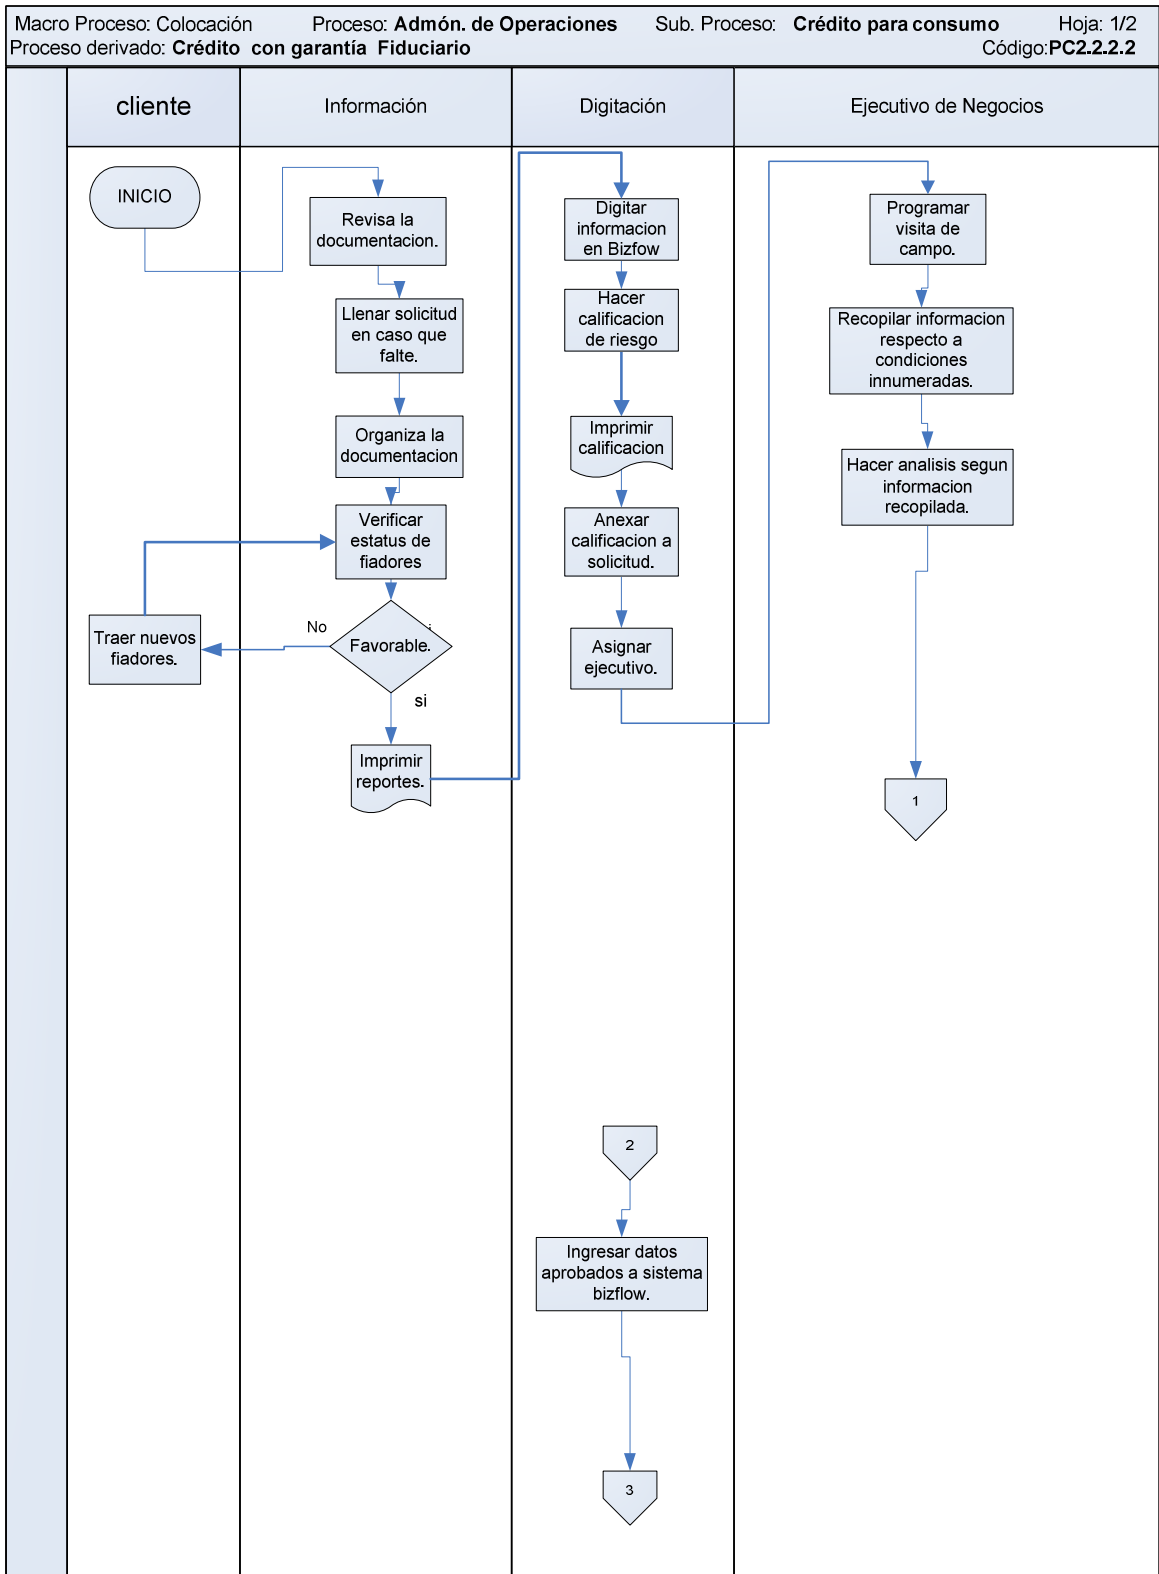 Macro Proceso: Colocación Proceso: Admón. de Operaciones Sub. Proceso: Crédito para consumo Hoja: 1/2
Proceso derivado: Crédito con garantía Fiduciario Código:PC2.2.2.2
cliente
Información
Digitación
Ejecutivo de Negocios
INICIO
Revisa la
documentacion.
Llenar solicitud
en caso que
falte.
Organiza la
documentacion
Verificar
estatus de
fiadores
Favorable.
No
si
Traer nuevos
fiadores.
Imprimir
reportes.
Digitar
informacion
en Bizfow
Hacer
calificacion
de riesgo
Imprimir
calificacion
Anexar
calificacion a
solicitud.
Asignar
ejecutivo.
Programar
visita de
campo.
Recopilar informacion
respecto a
condiciones
innumeradas.
Hacer analisis segun
informacion
recopilada.
1
2
Ingresar datos
aprobados a sistema
bizflow.
3